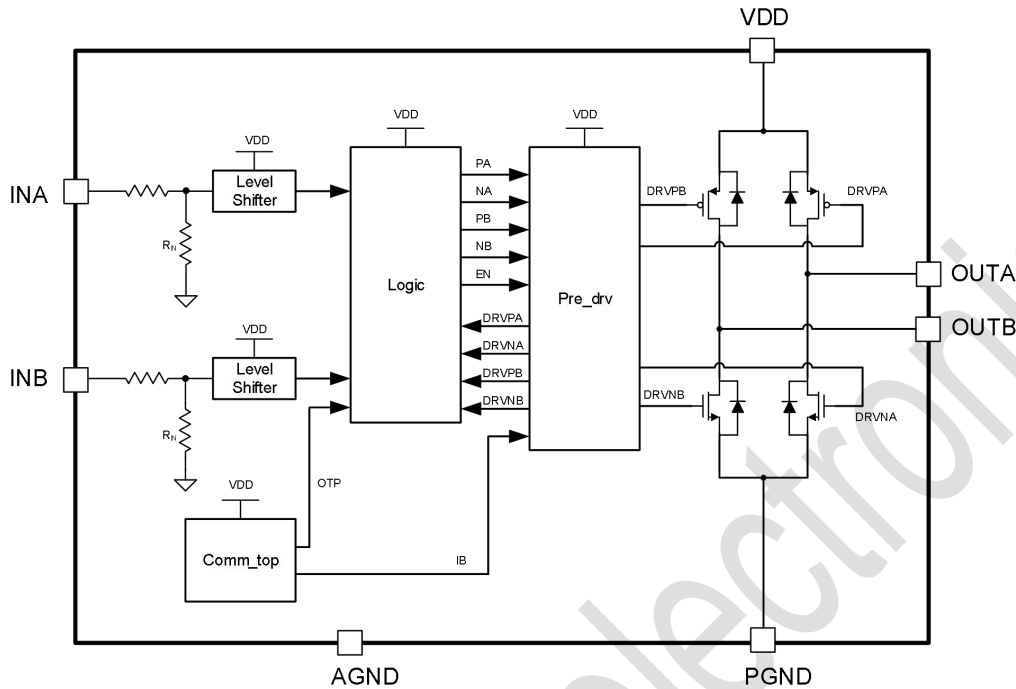 VDD
VDD
VDD
VDD
INA
Level
Shifter
R_IN
PA
NA
PB
NB
EN
Logic
Pre_drv
DRVPB
DRVPA
OUTA
OUTB
DRVPA
DRVNA
DRVPB
DRVNB
VDD
INB
Level
Shifter
R_IN
DRVNB
DRVNA
OTP
VDD
Comm_top
IB
AGND
PGND
electroni